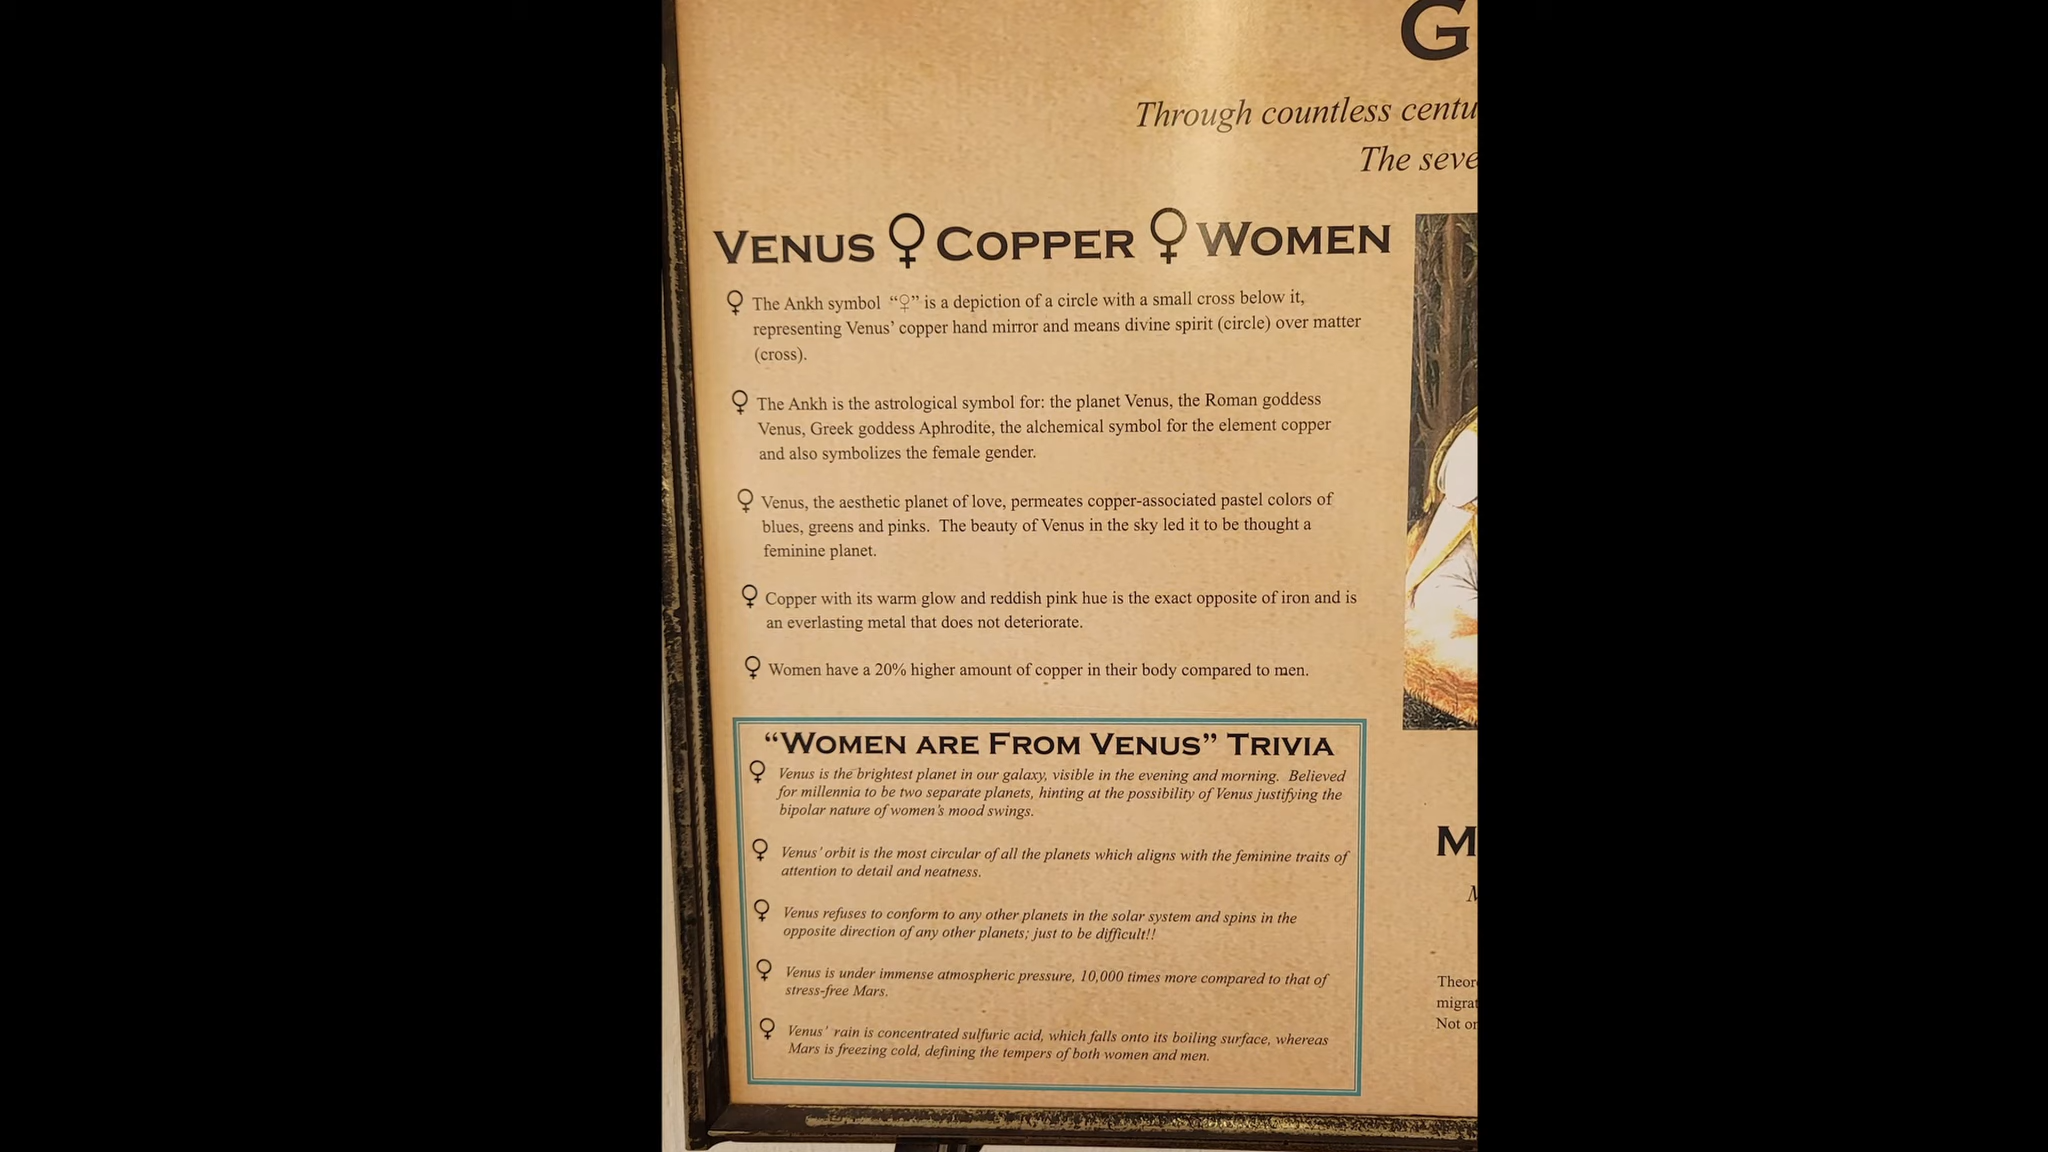 G
Through countless centu
The seve
VENUS ♀ COPPER ♀ WOMEN
♀ The Ankh symbol “♀” is a depiction of a circle with a small cross below it,
representing Venus’ copper hand mirror and means divine spirit (circle) over matter
(cross).
♀ The Ankh is the astrological symbol for: the planet Venus, the Roman goddess
Venus, Greek goddess Aphrodite, the alchemical symbol for the element copper
and also symbolizes the female gender.
♀ Venus, the aesthetic planet of love, permeates copper-associated pastel colors of
blues, greens and pinks. The beauty of Venus in the sky led it to be thought a
feminine planet.
♀ Copper with its warm glow and reddish pink hue is the exact opposite of iron and is
an everlasting metal that does not deteriorate.
♀ Women have a 20% higher amount of copper in their body compared to men.
“WOMEN ARE FROM VENUS” TRIVIA
♀ Venus is the brightest planet in our galaxy, visible in the evening and morning. Believed
for millennia to be two separate planets, hinting at the possibility of Venus justifying the
bipolar nature of women’s mood swings.
♀ Venus’ orbit is the most circular of all the planets which aligns with the feminine traits of
attention to detail and neatness.
♀ Venus refuses to conform to any other planets in the solar system and spins in the
opposite direction of any other planets; just to be difficult!!
♀ Venus is under immense atmospheric pressure, 10,000 times more compared to that of
stress-free Mars.
♀ Venus’ rain is concentrated sulfuric acid, which falls onto its boiling surface, whereas
Mars is freezing cold, defining the tempers of both women and men.
M
M
Theor
migrat
Not or